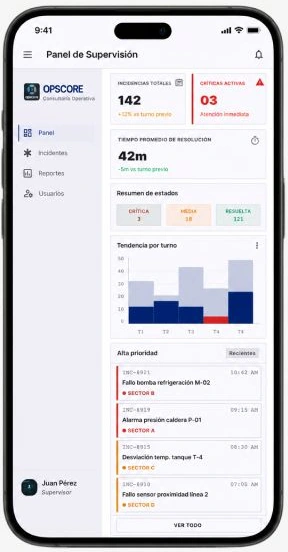 9:41
Panel de Supervisión
OPSCORE
Consultoría Operativa
Panel
Incidentes
Reportes
Usuarios
Juan Pérez
Supervisor
INCIDENCIAS TOTALES
142
+12% vs turno previo
CRÍTICAS ACTIVAS
03
Atención inmediata
TIEMPO PROMEDIO DE RESOLUCIÓN
42m
-5m vs turno previo
Resumen de estados
CRÍTICA
3
MEDIA
18
RESUELTA
121
Tendencia por turno
50
40
30
20
10
0
T1
T2
T3
T4
T4
Alta prioridad
Recientes
INC-8921
10:42 AM
Fallo bomba refrigeración M-02
SECTOR B
INC-8919
09:15 AM
Alarma presión caldera P-01
SECTOR A
INC-8915
08:30 AM
Desviación temp. tanque T-4
SECTOR C
INC-8910
07:05 AM
Fallo sensor proximidad línea 2
SECTOR D
VER TODO